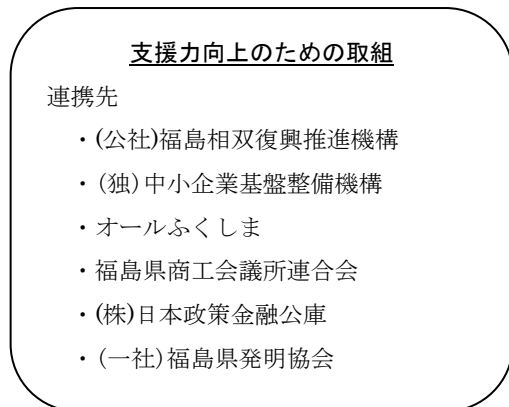 支援力向上のための取組
連携先
・(公社)福島相双復興推進機構
・(独)中小企業基盤整備機構
・オールふくしま
・福島県商工会議所連合会
・(株)日本政策金融公庫
・(一社)福島県発明協会